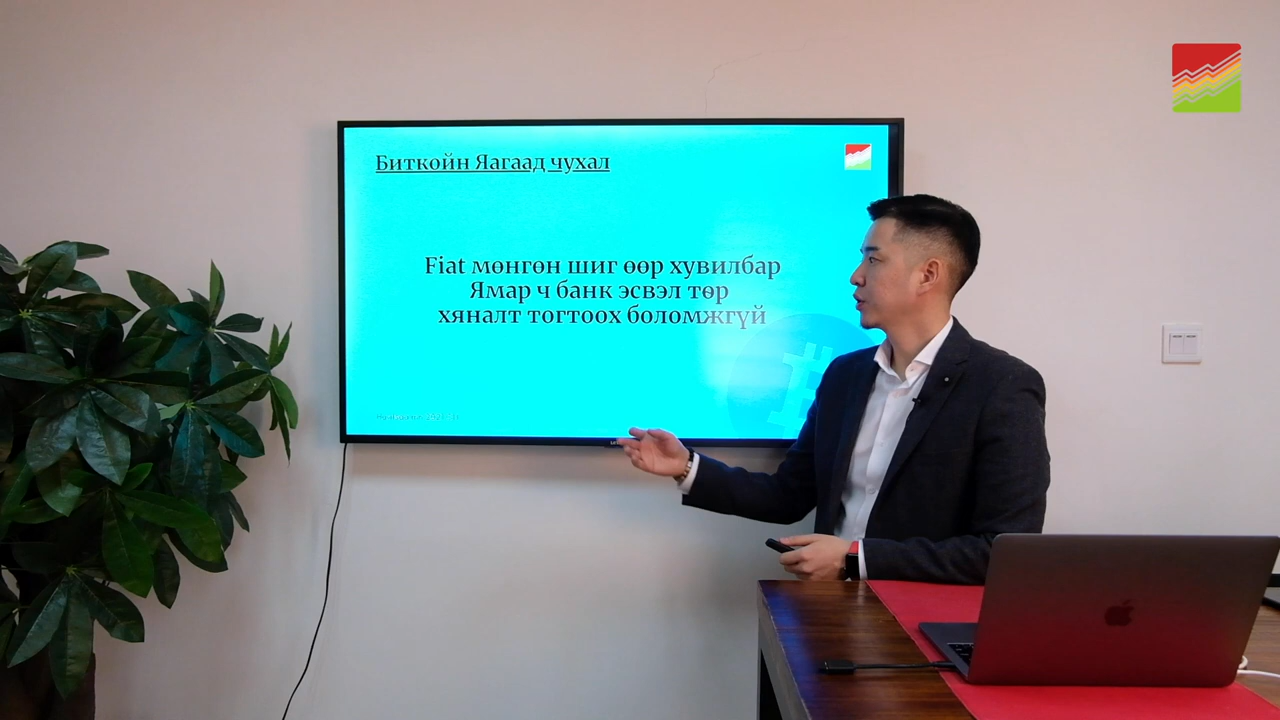 Биткойн Яагаад чухал
Fiat мөнгөн шиг өөр хувилбар
Ямар ч банк эсвэл төр
хяналт тогтоох боломжгүй